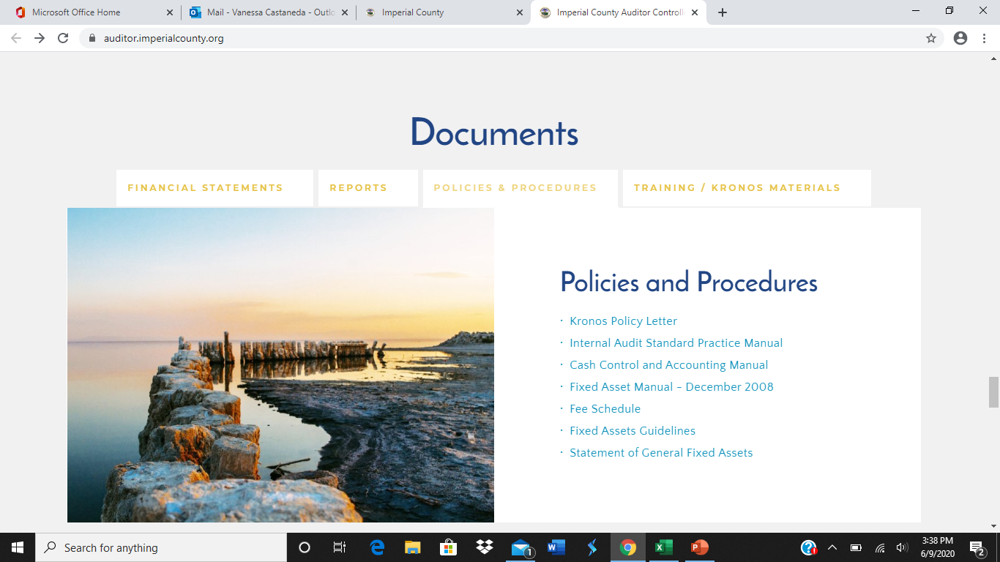 Microsoft Office Home
Mail - Vanessa Castaneda - Outlo
Imperial County
Imperial County Auditor Controlle
auditor.imperialcounty.org
Documents
FINANCIAL STATEMENTS
REPORTS
POLICIES & PROCEDURES
TRAINING / KRONOS MATERIALS
Policies and Procedures
· Kronos Policy Letter
· Internal Audit Standard Practice Manual
· Cash Control and Accounting Manual
· Fixed Asset Manual - December 2008
· Fee Schedule
· Fixed Assets Guidelines
· Statement of General Fixed Assets
Search for anything
1
3:38 PM
6/9/2020
2